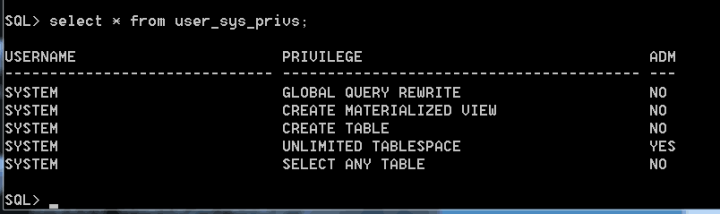 SQL> select * from user_sys_privs;
USERNAME                       PRIVILEGE                                ADM
------------------------------ ---------------------------------------- ---
SYSTEM                         GLOBAL QUERY REWRITE                     NO
SYSTEM                         CREATE MATERIALIZED VIEW                 NO
SYSTEM                         CREATE TABLE                             NO
SYSTEM                         UNLIMITED TABLESPACE                     YES
SYSTEM                         SELECT ANY TABLE                         NO
SQL> _